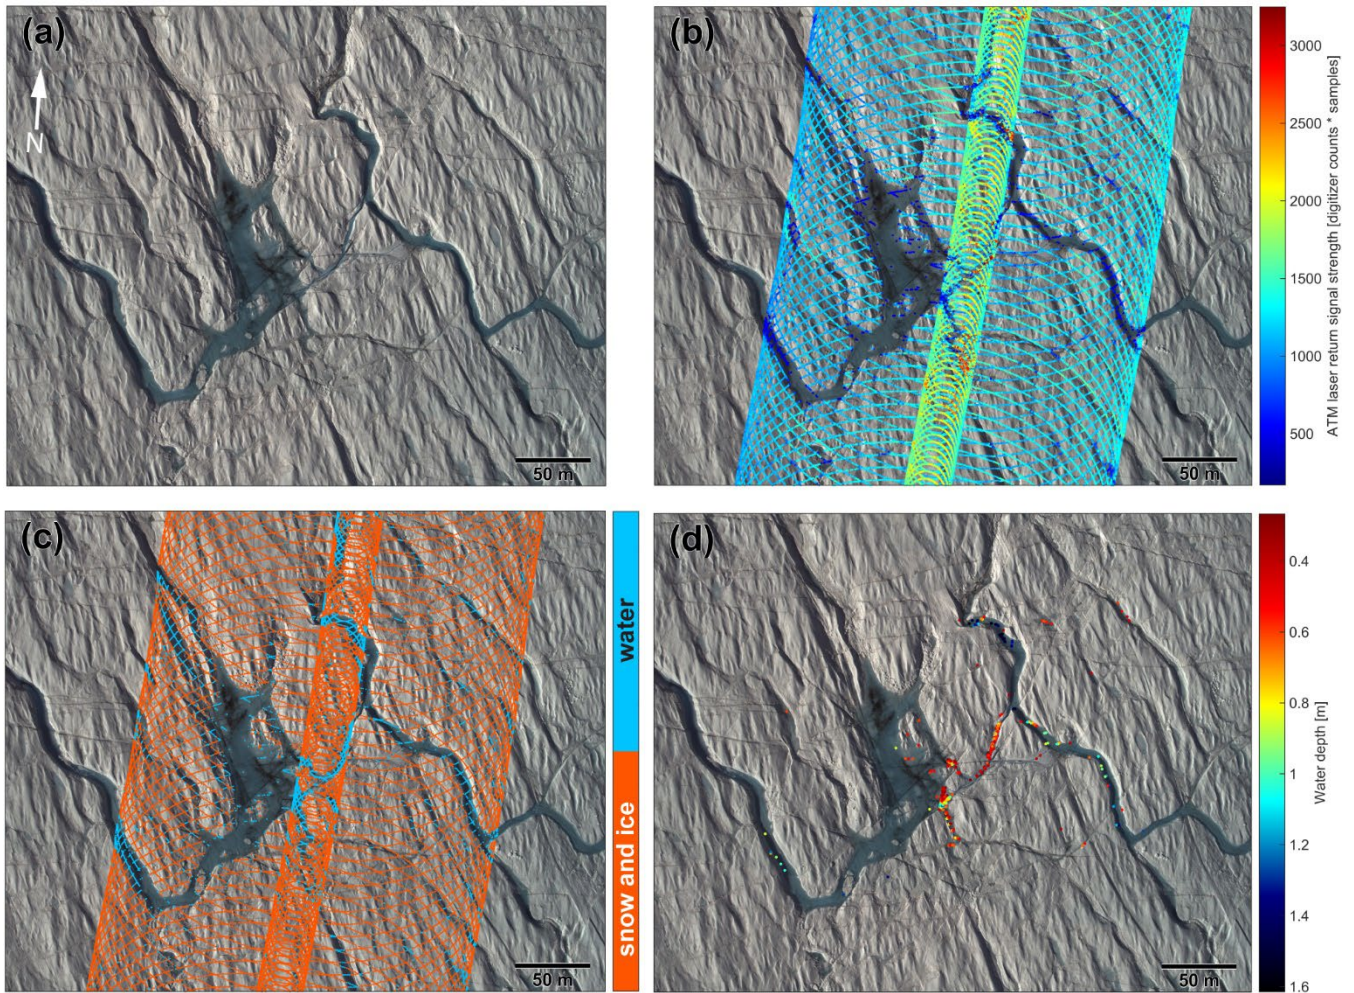 (a)
N
50 m
(b)
50 m
3000
2500
2000
1500
1000
500
ATM laser return signal strength [digitizer counts * samples]
(c)
50 m
water
snow and ice
(d)
50 m
0.4
0.6
0.8
1
1.2
1.4
1.6
Water depth [m]